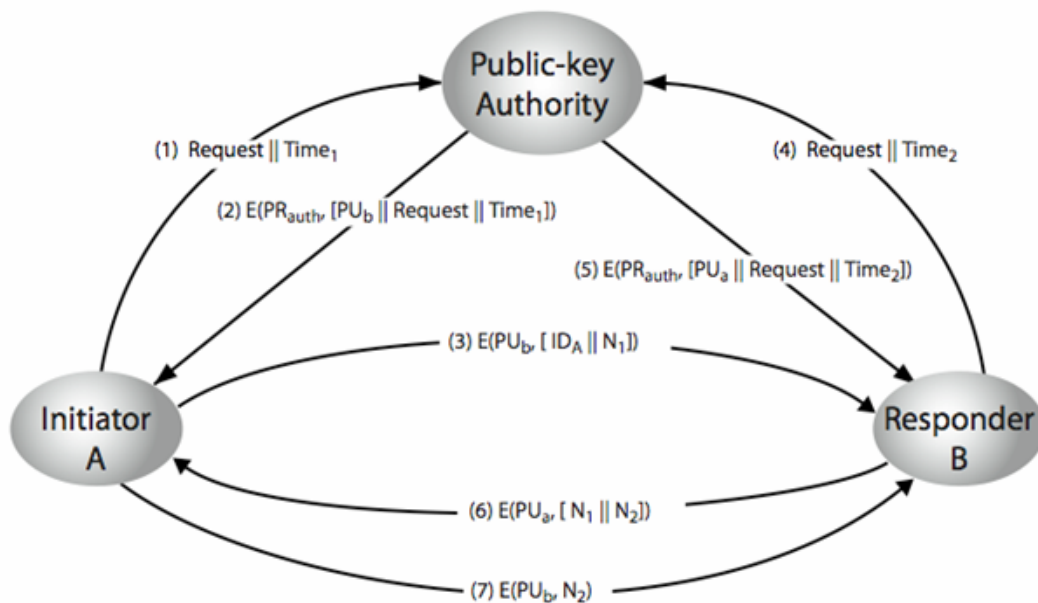 Public-key
Authority
(1) Request || Time₁
(4) Request || Time₂
(2) E(PRauth, [PUb || Request || Time₁])
(5) E(PRauth, [PUa || Request || Time₂])
(3) E(PUb, [ IDA || N₁])
Initiator
A
Responder
B
(6) E(PUa, [ N₁ || N₂])
(7) E(PUb, N₂)